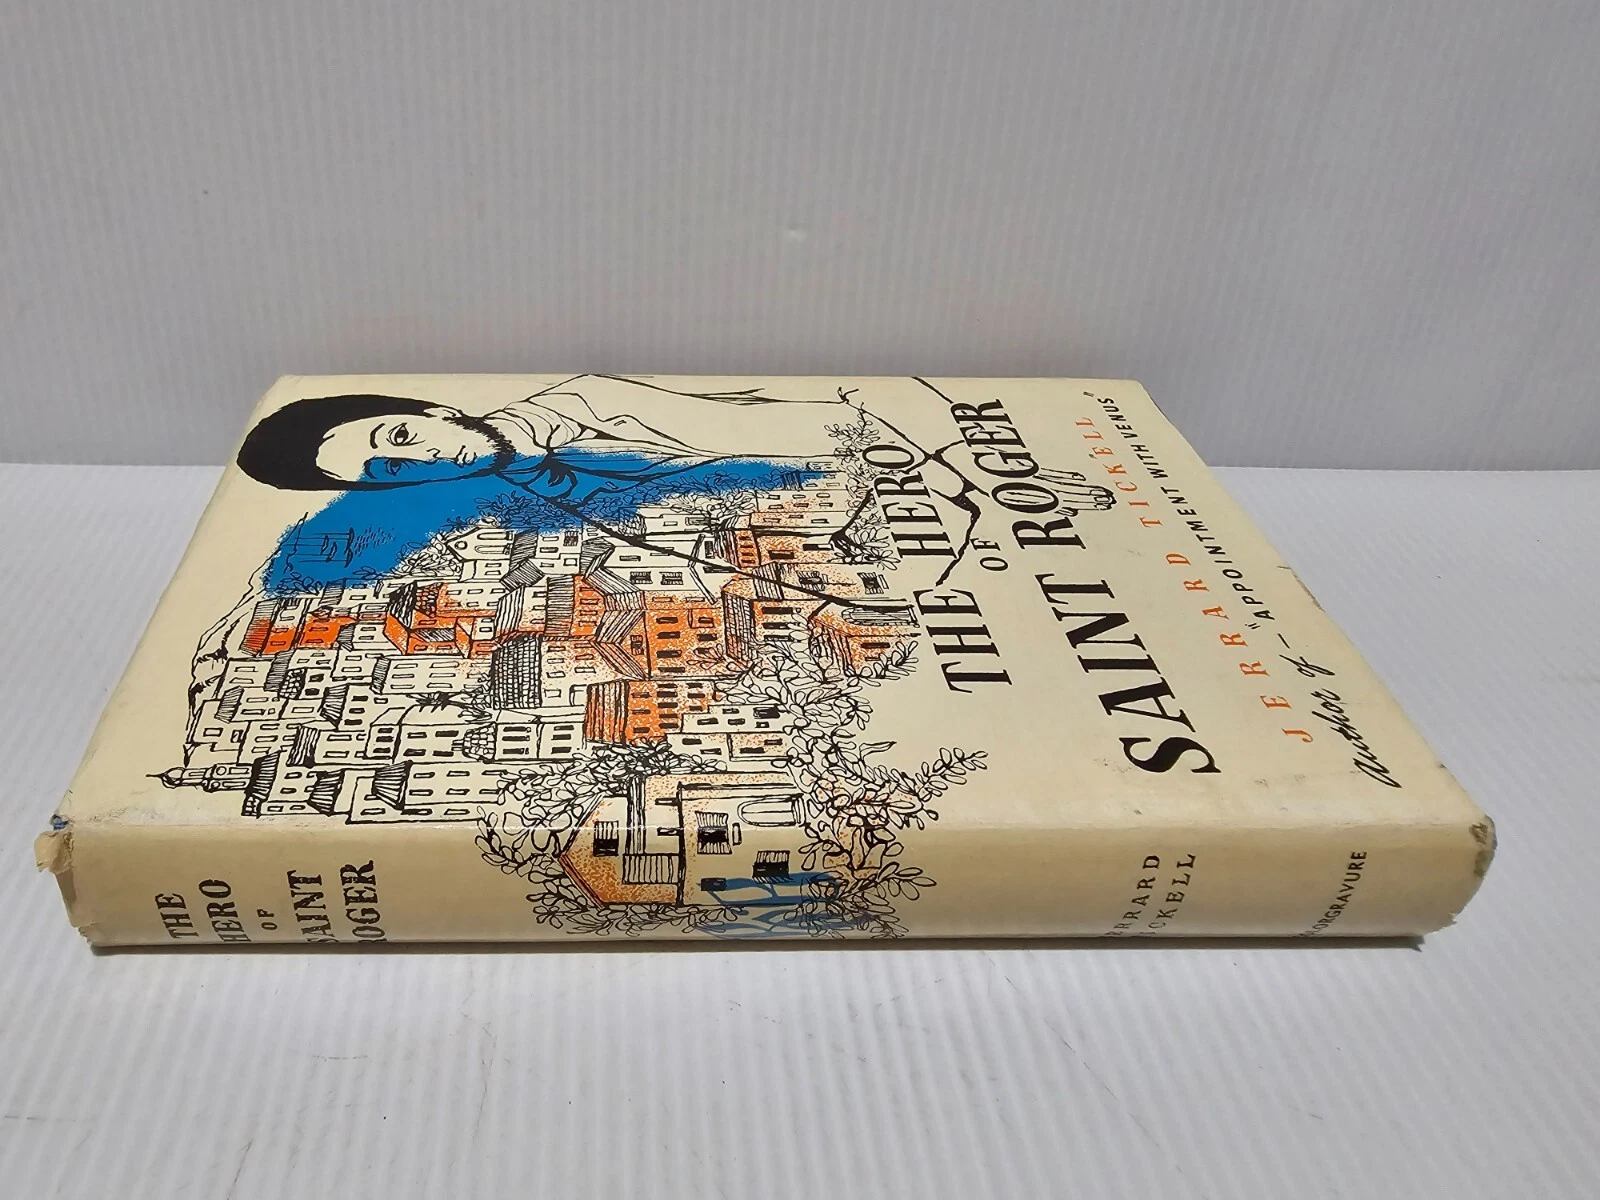 THE HERO
OF
SAINT ROGER
JERRARD TICKELL
author of — "APPOINTMENT WITH VENUS"
THE
HERO
OF
SAINT
ROGER
RRARD
CKELL
LORGRAVURE